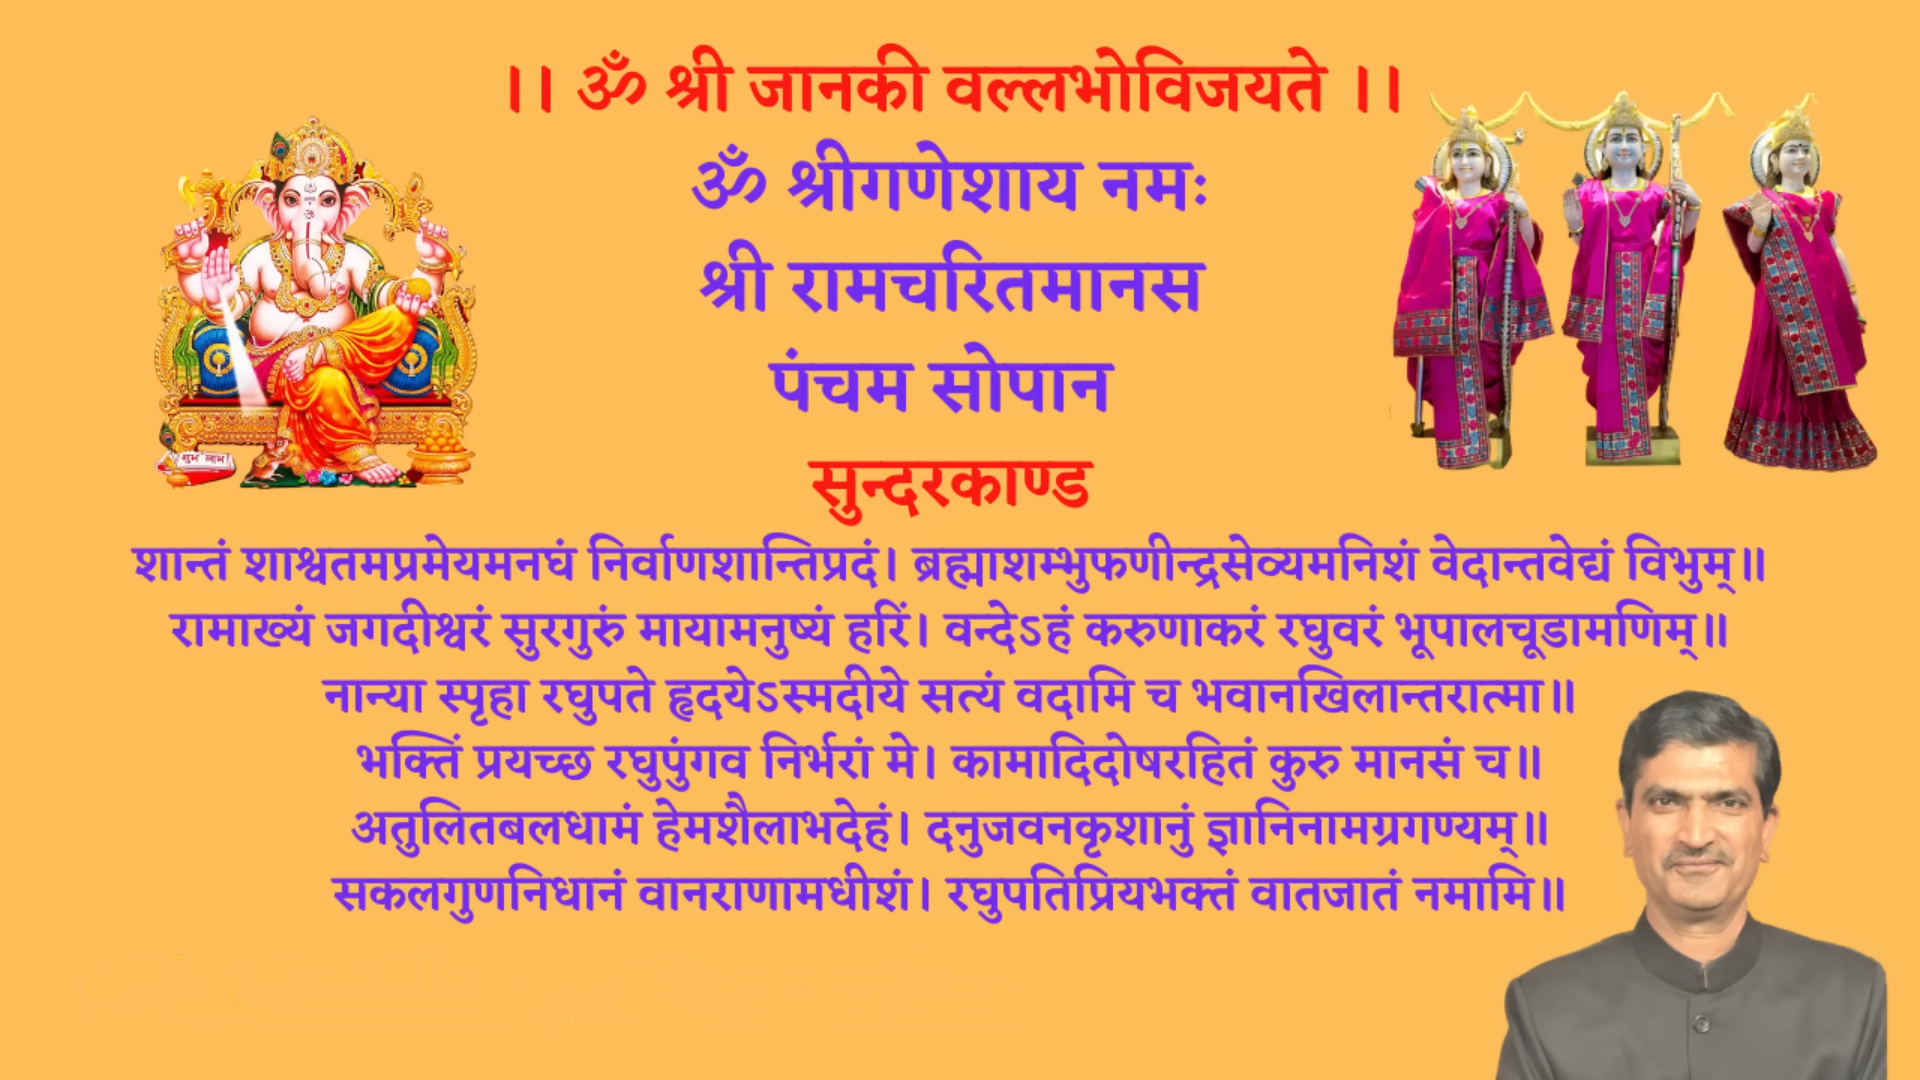 ।। ॐ श्री जानकी वल्लभोविजयते ।।
ॐ श्रीगणेशाय नमः
श्री रामचरितमानस
पंचम सोपान
सुन्दरकाण्ड
शुभ लाभ
शान्तं शाश्वतमप्रमेयमनघं निर्वाणशान्तिप्रदं। ब्रह्माशम्भुफणीन्द्रसेव्यमनिशं वेदान्तवेद्यं विभुम्॥
रामाख्यं जगदीश्वरं सुरगुरुं मायामनुष्यं हरिं। वन्देऽहं करुणाकरं रघुवरं भूपालचूडामणिम्॥
नान्या स्पृहा रघुपते हृदयेऽस्मदीये सत्यं वदामि च भवानखिलान्तरात्मा॥
भक्तिं प्रयच्छ रघुपुंगव निर्भरां मे। कामादिदोषरहितं कुरु मानसं च॥
अतुलितबलधामं हेमशैलाभदेहं। दनुजवनकृशानुं ज्ञानिनामग्रगण्यम्॥
सकलगुणनिधानं वानराणामधीशं। रघुपतिप्रियभक्तं वातजातं नमामि॥